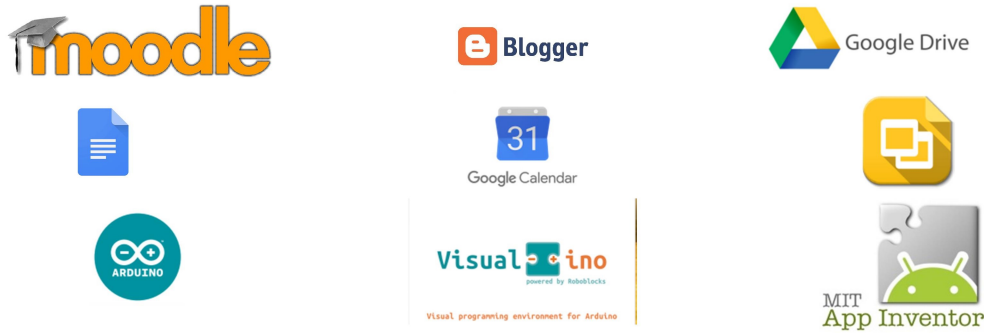 moodle
Blogger
Google Drive
31
Google Calendar
ARDUINO
Visual ino
powered by Roboblocks
Visual programming environment for Arduino
MIT
App Inventor